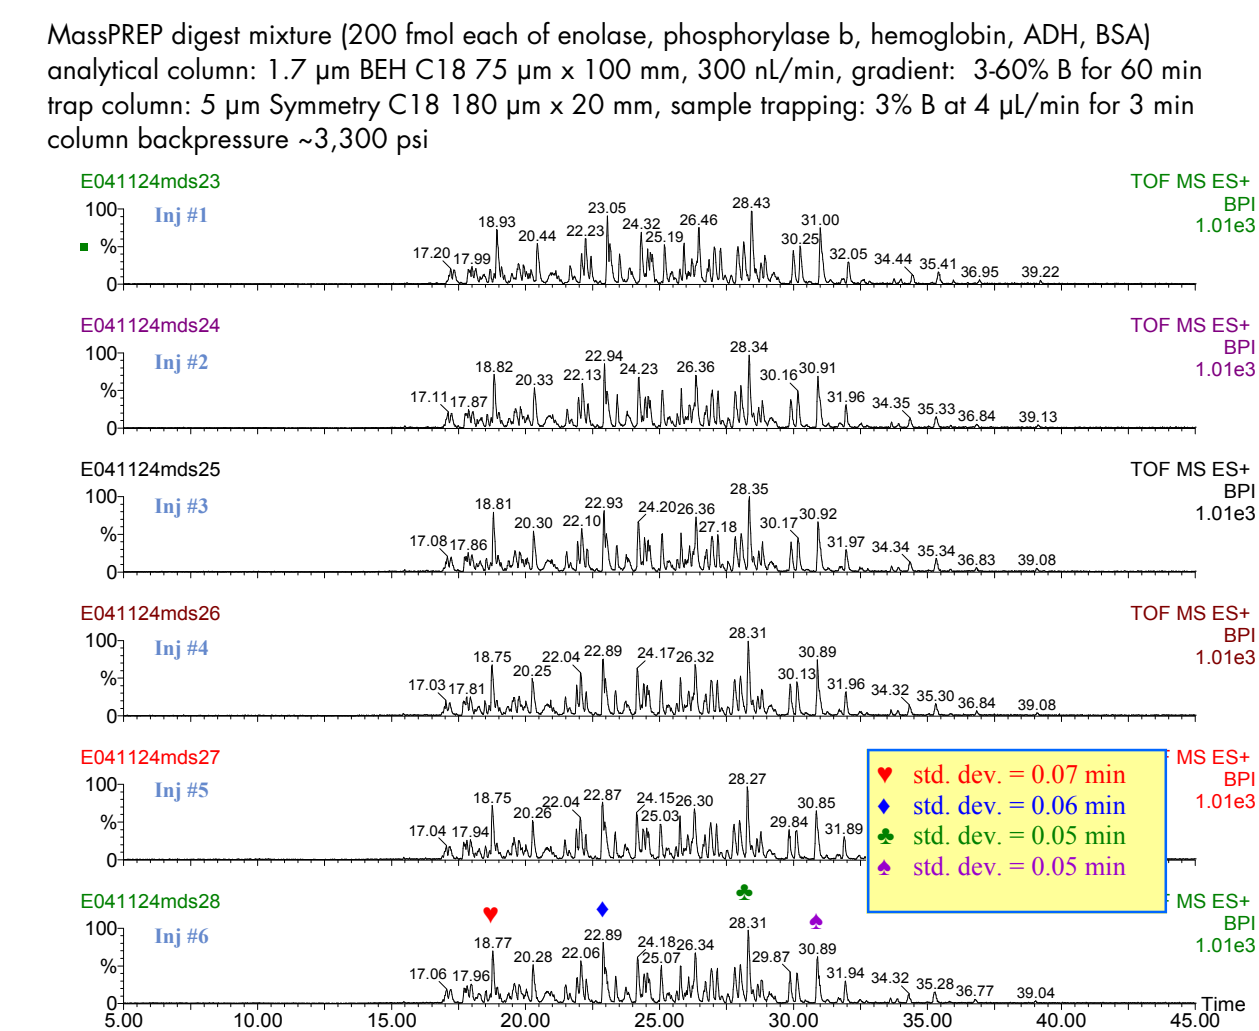 MassPREP digest mixture (200 fmol each of enolase, phosphorylase b, hemoglobin, ADH, BSA)
analytical column: 1.7 µm BEH C18 75 µm x 100 mm, 300 nL/min, gradient: 3-60% B for 60 min
trap column: 5 µm Symmetry C18 180 µm x 20 mm, sample trapping: 3% B at 4 µL/min for 3 min
column backpressure ~3,300 psi
E041124mds23 TOF MS ES+
BPI
1.01e3
Inj #1
100
%
0
17.20 17.99 18.93 20.44 22.23 23.05 24.32 25.19 26.46 28.43 30.25 31.00 32.05 34.44 35.41 36.95 39.22
E041124mds24 TOF MS ES+
BPI
1.01e3
Inj #2
100
%
0
17.11 17.87 18.82 20.33 22.13 22.94 24.23 26.36 28.34 30.16 30.91 31.96 34.35 35.33 36.84 39.13
E041124mds25 TOF MS ES+
BPI
1.01e3
Inj #3
100
%
0
17.08 17.86 18.81 20.30 22.10 22.93 24.20 26.36 27.18 28.35 30.17 30.92 31.97 34.34 35.34 36.83 39.08
E041124mds26 TOF MS ES+
BPI
1.01e3
Inj #4
100
%
0
17.03 17.81 18.75 20.25 22.04 22.89 24.17 26.32 28.31 30.13 30.89 31.96 34.32 35.30 36.84 39.08
E041124mds27 MS ES+
BPI
1.01e3
Inj #5
100
%
0
17.04 17.94 18.75 20.26 22.04 22.87 24.15 25.03 26.30 28.27 29.84 30.85 31.89
♥ std. dev. = 0.07 min
♦ std. dev. = 0.06 min
♣ std. dev. = 0.05 min
♠ std. dev. = 0.05 min
E041124mds28 MS ES+
BPI
1.01e3
Inj #6
100
%
0
17.06 17.96 18.77 20.28 22.06 22.89 24.18 25.07 26.34 28.31 29.87 30.89 31.94 34.32 35.28 36.77 39.04
Time
5.00 10.00 15.00 20.00 25.00 30.00 35.00 40.00 45.00